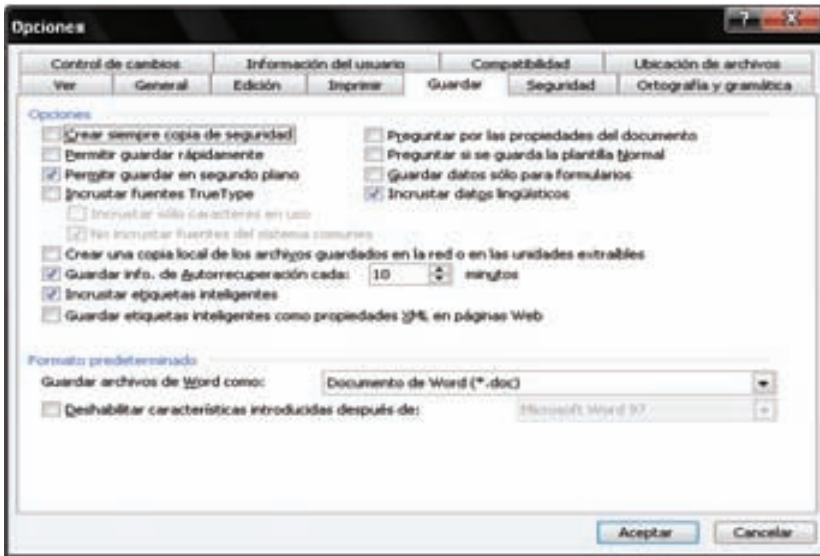 Opciones
Control de cambios Información del usuario Compatibilidad Ubicación de archivos
Ver General Edición Imprimir Guardar Seguridad Ortografía y gramática
Opciones
Crear siempre copia de seguridad Preguntar por las propiedades del documento
Permitir guardar rápidamente Preguntar si se guarda la plantilla Normal
Permitir guardar en segundo plano Guardar datos sólo para formularios
Incrustar fuentes TrueType Incrustar datos lingüísticos
Incrustar sólo caracteres en uso
No incrustar fuentes del sistema comunes
Crear una copia local de los archivos guardados en la red o en las unidades extraíbles
Guardar info. de Autorrecuperación cada: 10 minutos
Incrustar etiquetas inteligentes
Guardar etiquetas inteligentes como propiedades XML en páginas Web
Formato predeterminado
Guardar archivos de Word como: Documento de Word (*.doc)
Deshabilitar características introducidas después de: Microsoft Word 97
Aceptar Cancelar